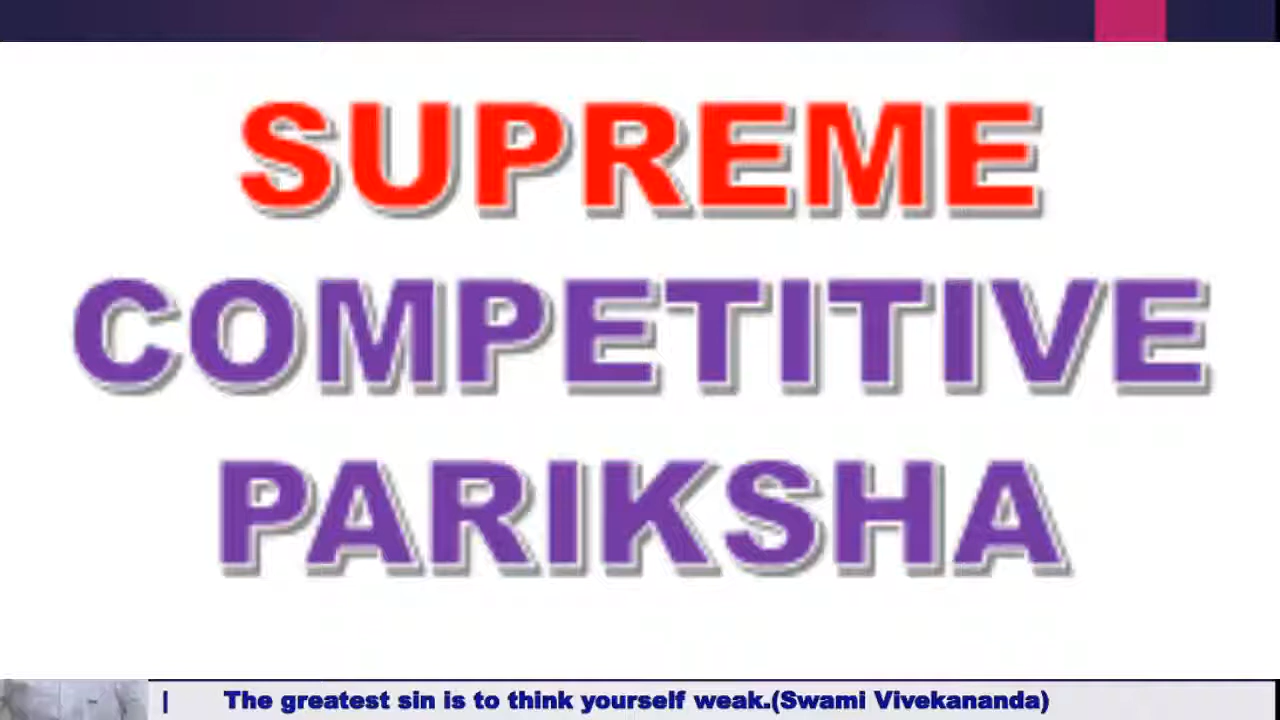 SUPREME
COMPETITIVE
PARIKSHA
| The greatest sin is to think yourself weak.(Swami Vivekananda)